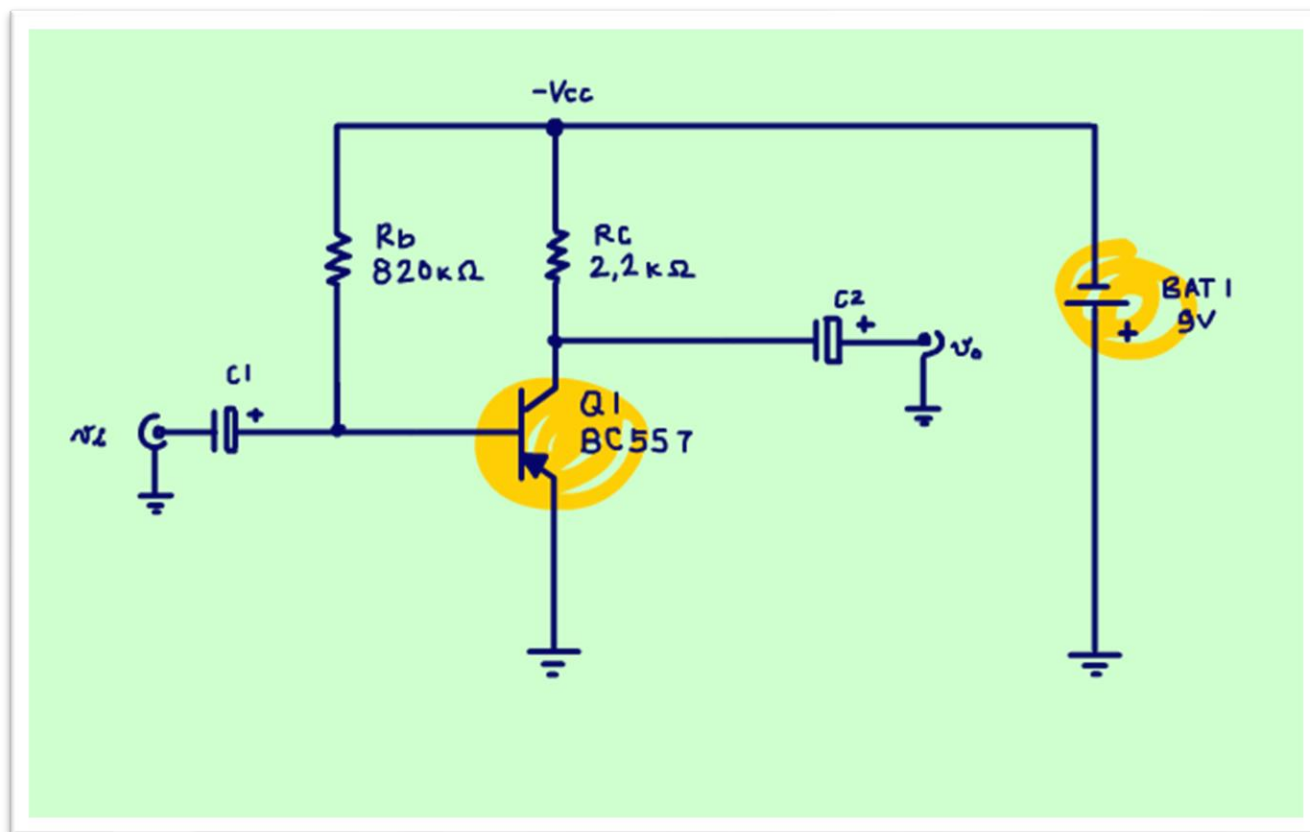 -Vcc
Rb
820kΩ
Rc
2,2kΩ
C2
+
vo
BAT1
9V
+
C1
+
vi
Q1
BC557